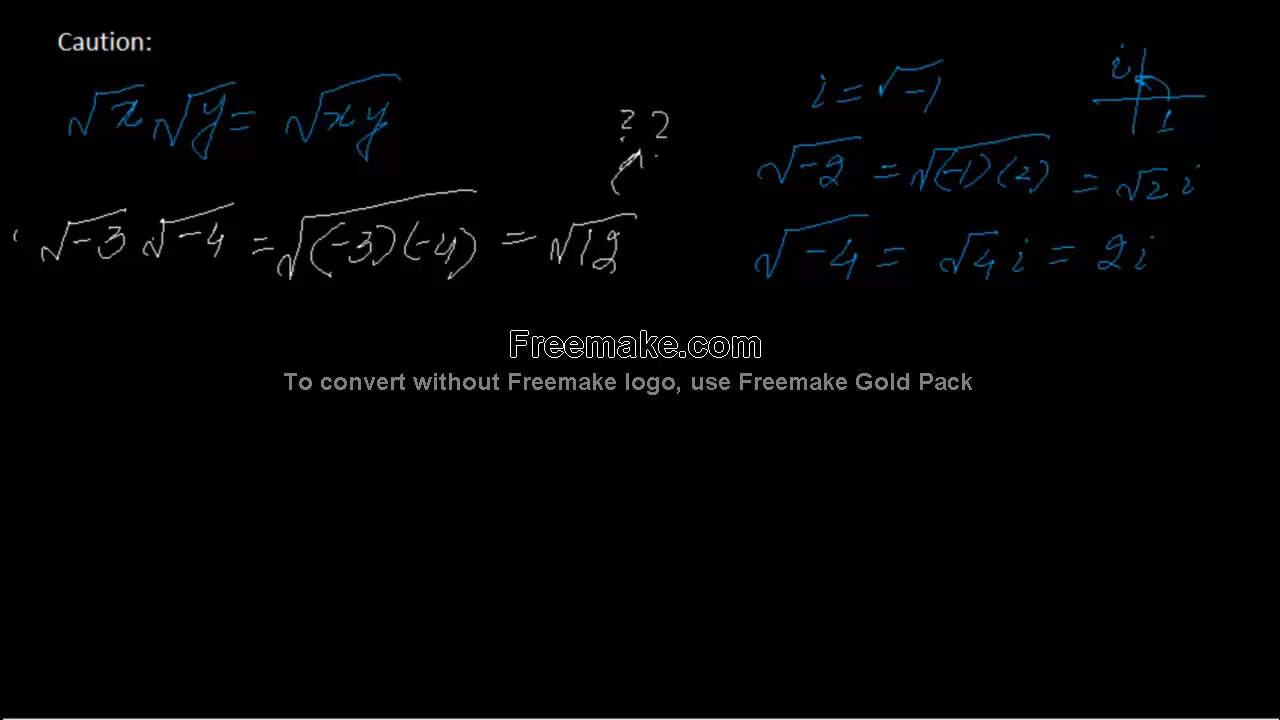 Caution:
√x √y = √xy
i = √-1
i
1
? ?
√-2 = √(-1)(2) = √2 i
√-3 √-4 = √(-3)(-4) = √12
√-4 = √4 i = 2i
Freemake.com
To convert without Freemake logo, use Freemake Gold Pack